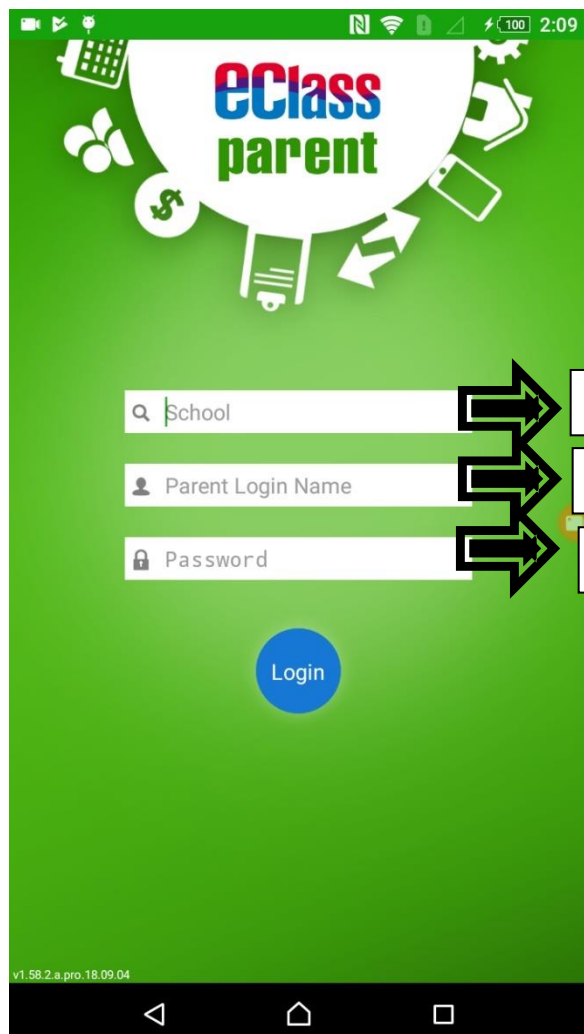 100 2:09
eClass
parent
School
Parent Login Name
Password
Login
v1.58.2.a.pro.18.09.04